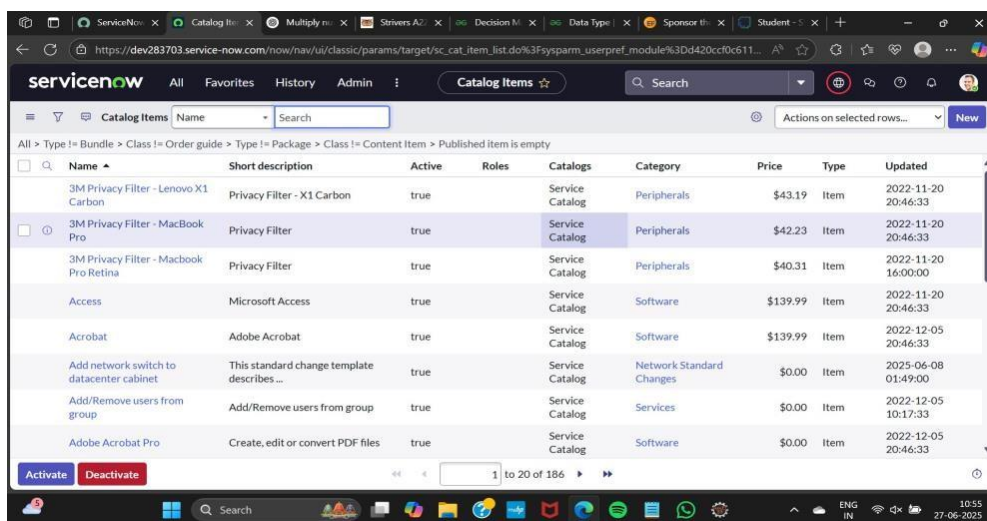 ServiceNow
Catalog Ite
Multiply nu
Strivers A2
Decision M
Data Type
Sponsor th
Student - S
https://dev283703.service-now.com/now/nav/ui/classic/params/target/sc_cat_item_list.do%3Fsysparm_userpref_module%3Dd420ccf0c611...
servicenow All Favorites History Admin Catalog Items Search
Catalog Items Name Search Actions on selected rows... New
All > Type != Bundle > Class != Order guide > Type != Package > Class != Content Item > Published item is empty
Name Short description Active Roles Catalogs Category Price Type Updated
3M Privacy Filter - Lenovo X1 Carbon Privacy Filter - X1 Carbon true Service Catalog Peripherals $43.19 Item 2022-11-20 20:46:33
3M Privacy Filter - MacBook Pro Privacy Filter true Service Catalog Peripherals $42.23 Item 2022-11-20 20:46:33
3M Privacy Filter - Macbook Pro Retina Privacy Filter true Service Catalog Peripherals $40.31 Item 2022-11-20 16:00:00
Access Microsoft Access true Service Catalog Software $139.99 Item 2022-11-20 20:46:33
Acrobat Adobe Acrobat true Service Catalog Software $139.99 Item 2022-12-05 20:46:33
Add network switch to datacenter cabinet This standard change template describes ... true Service Catalog Network Standard Changes $0.00 Item 2025-06-08 01:49:00
Add/Remove users from group Add/Remove users from group true Service Catalog Services $0.00 Item 2022-12-05 10:17:33
Adobe Acrobat Pro Create, edit or convert PDF files true Service Catalog Software $0.00 Item 2022-12-05 20:46:33
Activate Deactivate 1 to 20 of 186
Search ENG IN 10:55 27-06-2025